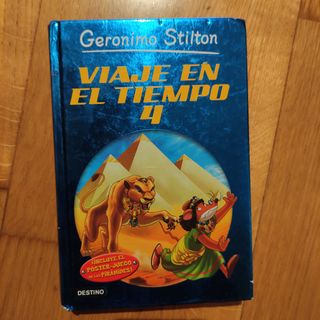 Geronimo Stilton
VIAJE EN
EL TIEMPO
4
¡INCLUYE EL
PÓSTER-JUEGO
DE LAS
PIRÁMIDES!
DESTINO